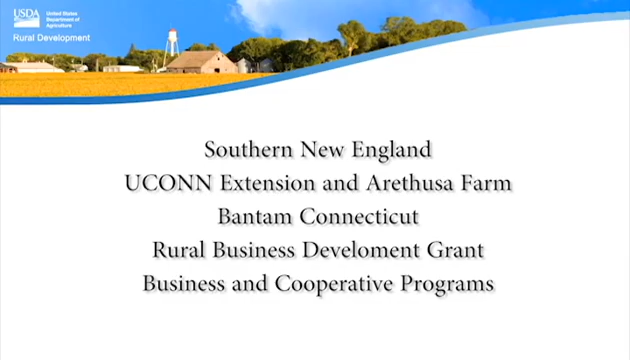 USDA
United States
Department of
Agriculture
Rural Development
Southern New England
UCONN Extension and Arethusa Farm
Bantam Connecticut
Rural Business Develoment Grant
Business and Cooperative Programs